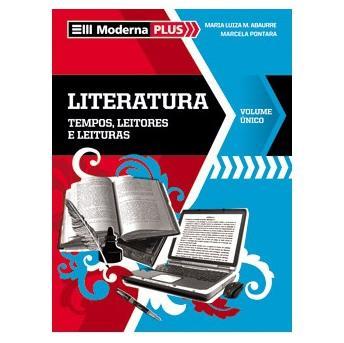 Moderna PLUS
MARIA LUIZA M. ABAURRE
MARCELA PONTARA
LITERATURA
TEMPOS, LEITORES
E LEITURAS
VOLUME
ÚNICO